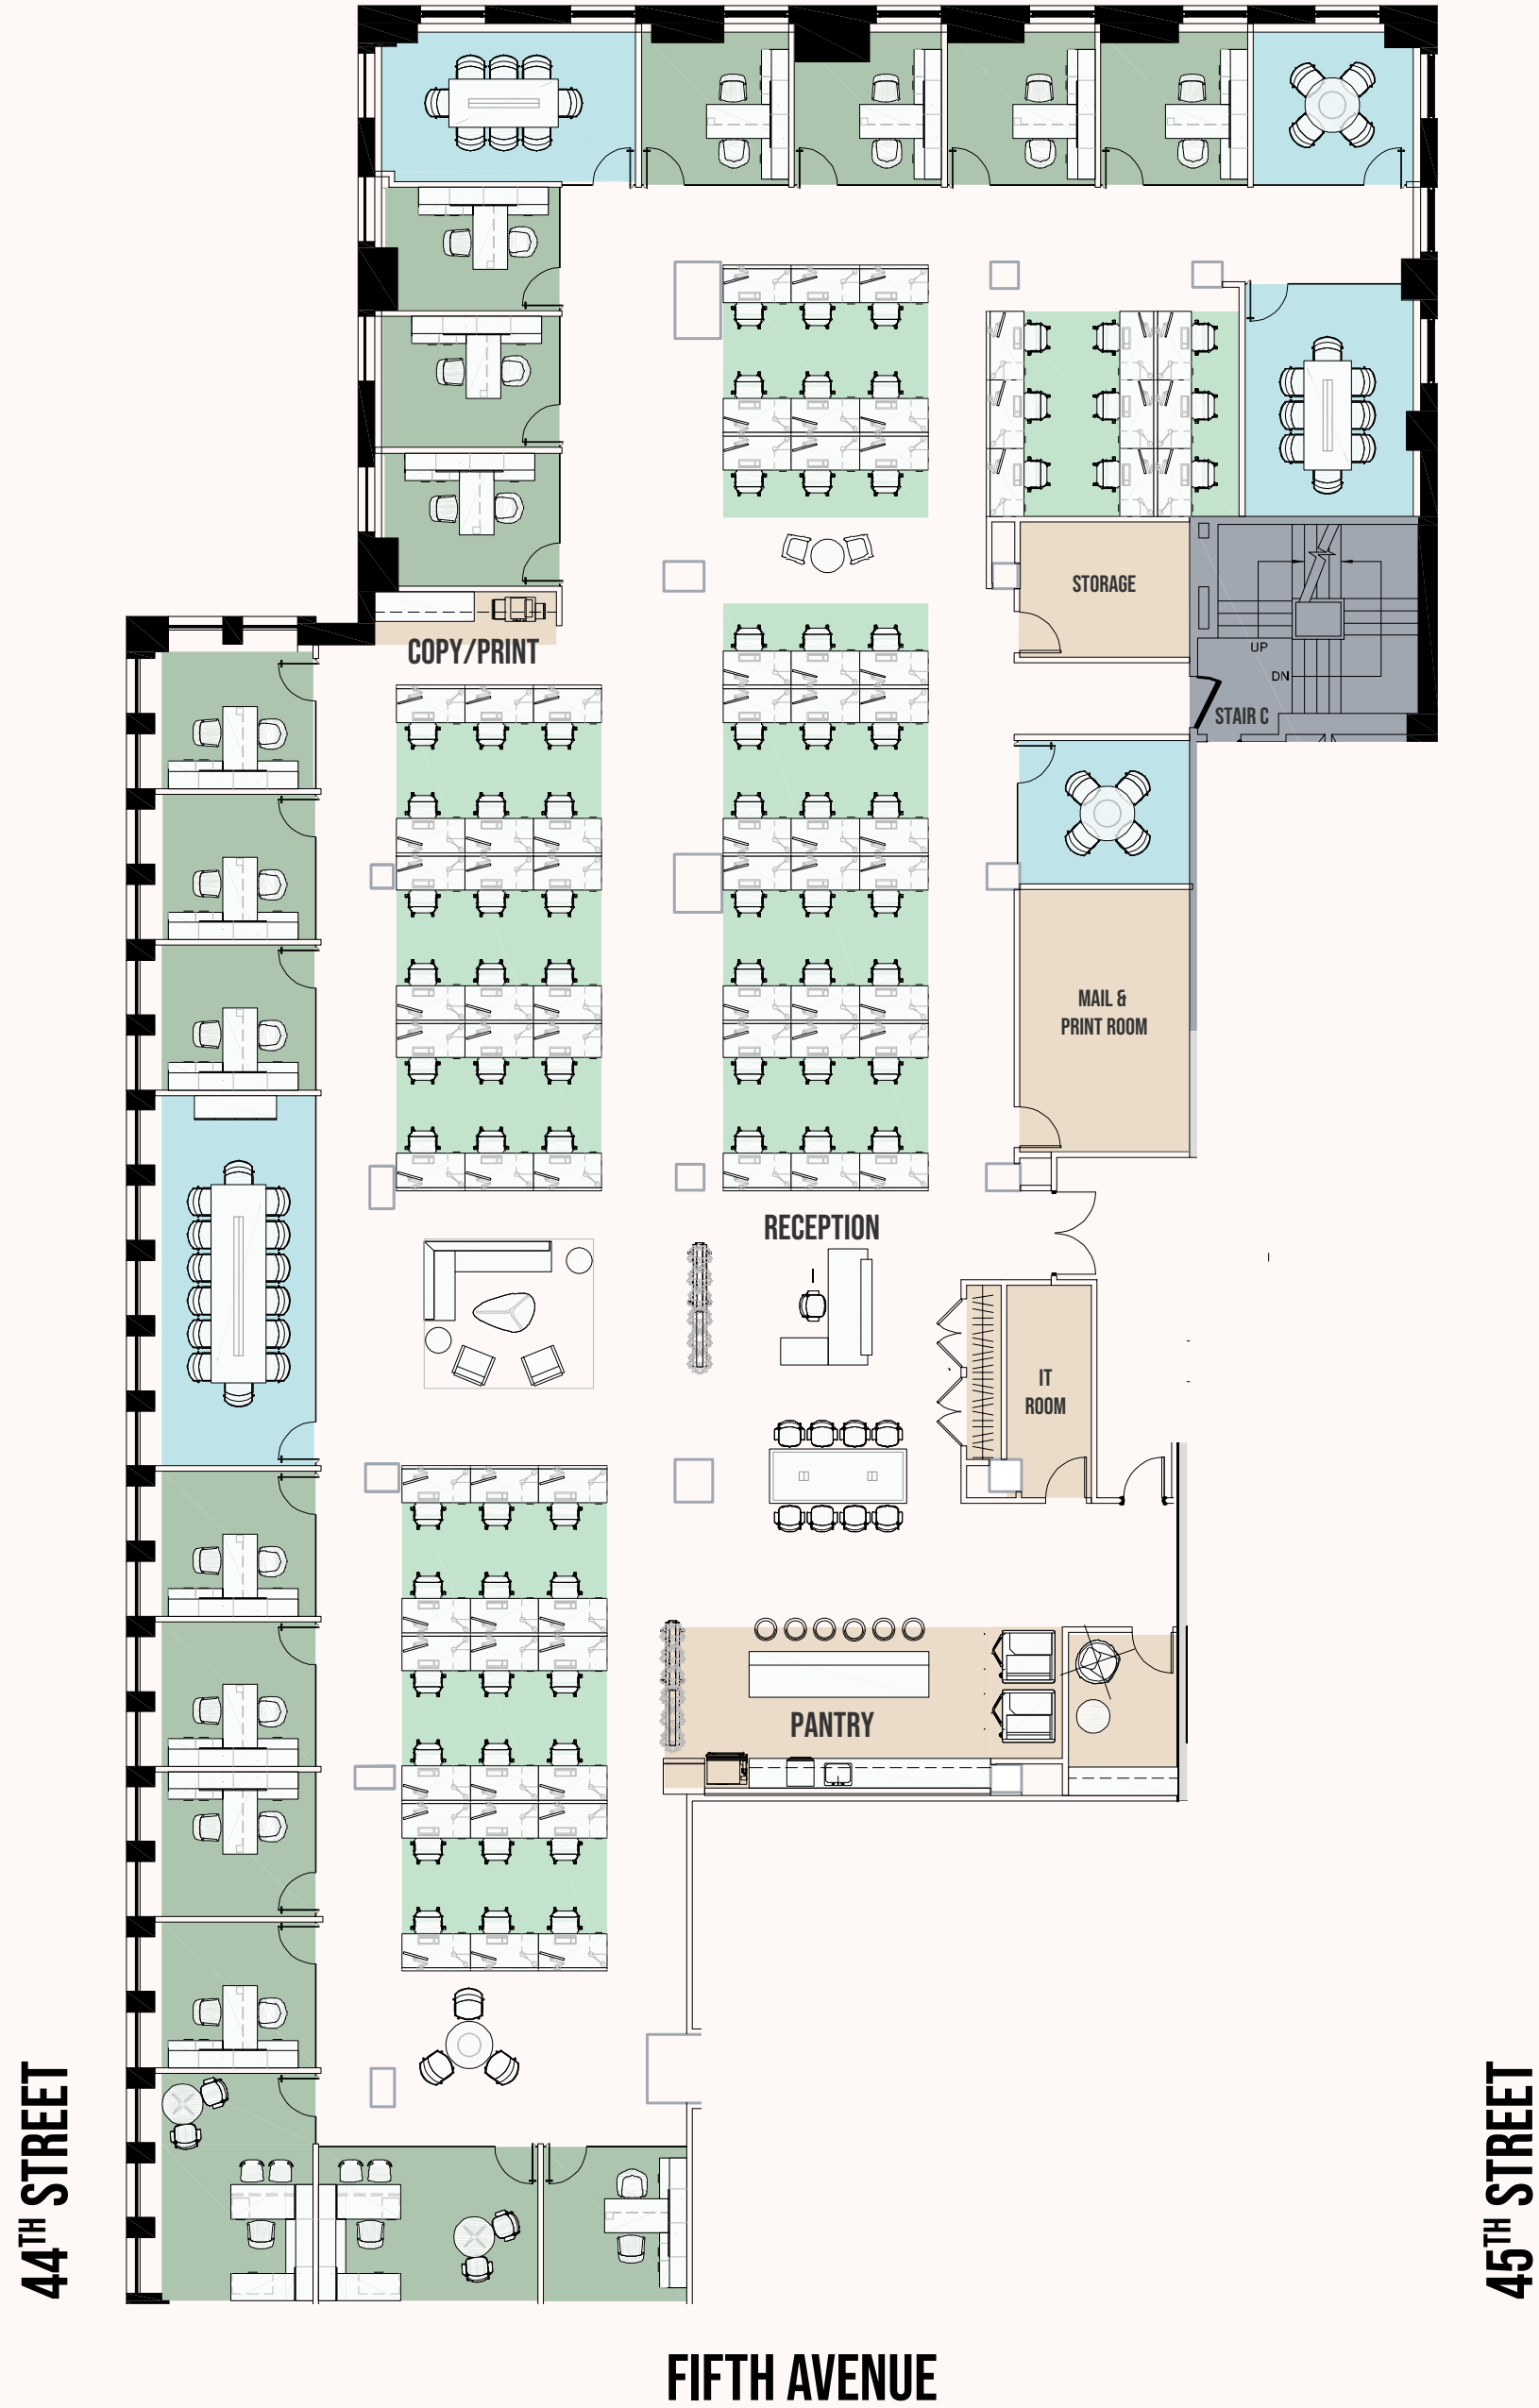 STORAGE
UP
DN
STAIR C
COPY/PRINT
MAIL &
PRINT ROOM
RECEPTION
IT
ROOM
PANTRY
44TH STREET
45TH STREET
FIFTH AVENUE